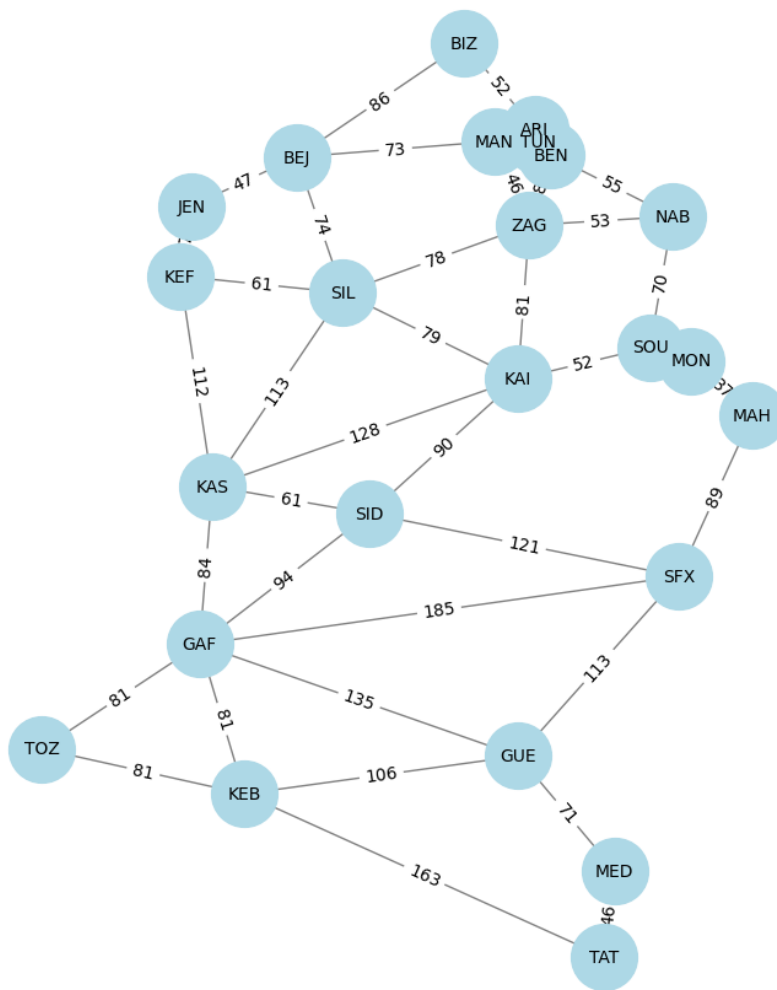 BIZ
86
52
ARI
MAN
TUN
BEN
BEJ
73
46
55
47
JEN
74
ZAG
53
NAB
78
KEF
61
SIL
70
81
79
SOU
MON
52
KAI
37
112
113
MAH
128
90
KAS
61
SID
89
121
SFX
84
94
185
GAF
113
81
135
81
TOZ
81
KEB
106
GUE
71
163
MED
46
TAT